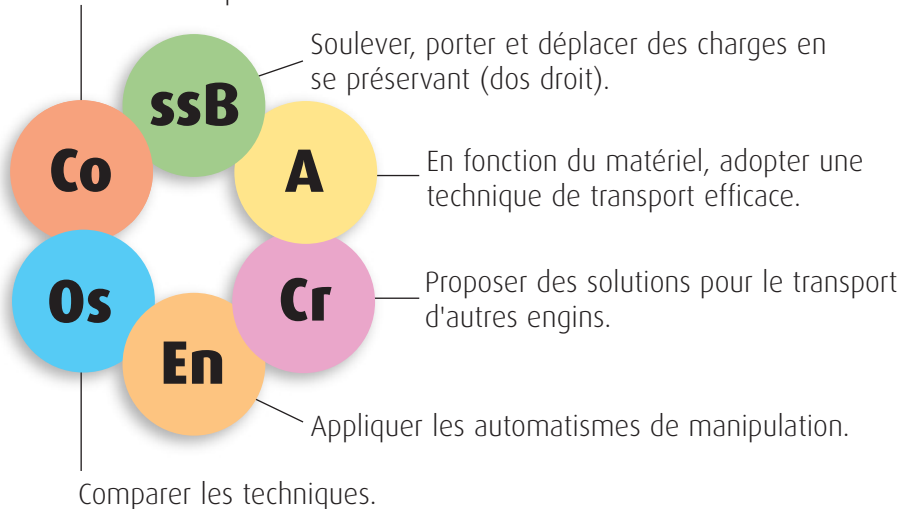 Soulever, porter et déplacer des charges en
se préservant (dos droit).
ssB
Co
A
En fonction du matériel, adopter une
technique de transport efficace.
Os
Cr
Proposer des solutions pour le transport
d'autres engins.
En
Appliquer les automatismes de manipulation.
Comparer les techniques.